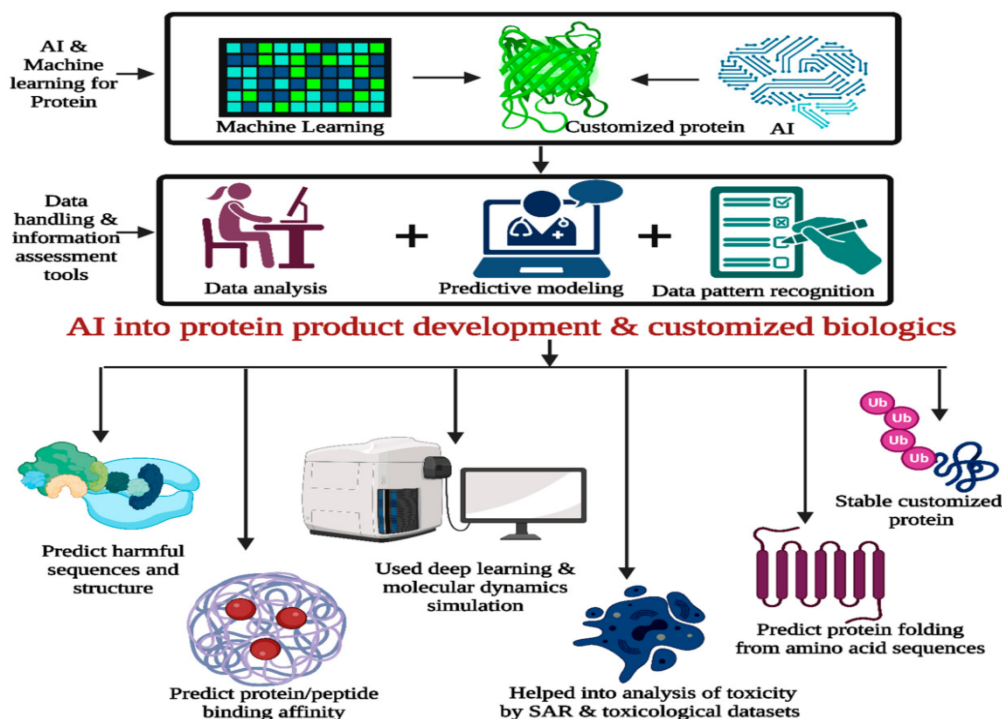 AI &
Machine
learning for
Protein
Machine Learning
Customized protein
AI
Data
handling &
information
assessment
tools
Data analysis
+
Predictive modeling
+
Data pattern recognition
AI into protein product development & customized biologics
Ub
Ub
Ub
Ub
Stable customized
protein
Predict harmful
sequences and
structure
Used deep learning &
molecular dynamics
simulation
Predict protein folding
from amino acid sequences
Predict protein/peptide
binding affinity
Helped into analysis of toxicity
by SAR & toxicological datasets